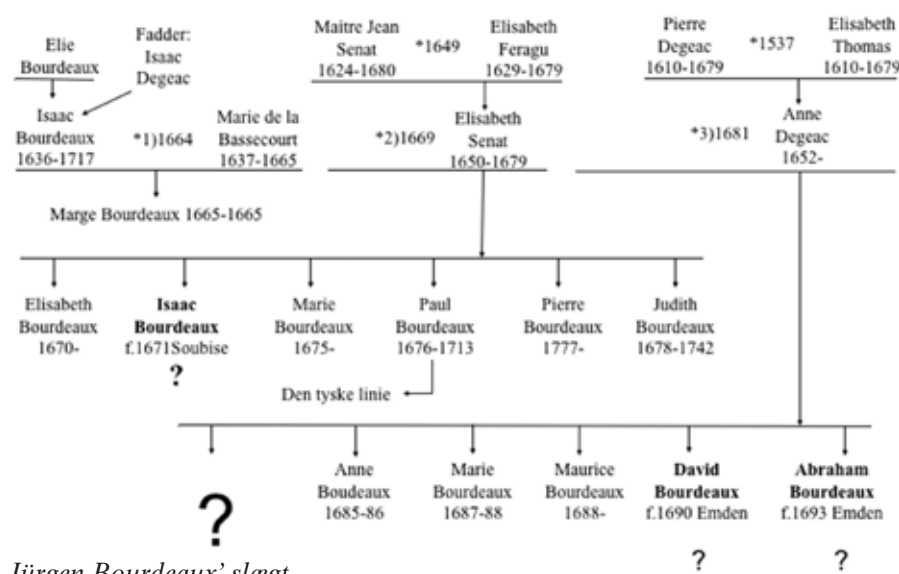 Elie
Bourdeaux
Fadder:
Isaac
Degeac
Maitre Jean
Senat
1624-1680
*1649
Elisabeth
Feragu
1629-1679
Pierre
Degeac
1610-1679
*1537
Elisabeth
Thomas
1610-1679
Isaac
Bourdeaux
1636-1717
*1)1664
Marie de la
Bassecourt
1637-1665
*2)1669
Elisabeth
Senat
1650-1679
*3)1681
Anne
Degeac
1652-
Marge Bourdeaux 1665-1665
Elisabeth
Bourdeaux
1670-
Isaac
Bourdeaux
f.1671Soubise
?
Marie
Bourdeaux
1675-
Paul
Bourdeaux
1676-1713
Pierre
Bourdeaux
1777-
Judith
Bourdeaux
1678-1742
Den tyske linie
?
Anne
Boudeaux
1685-86
Marie
Bourdeaux
1687-88
Maurice
Bourdeaux
1688-
David
Bourdeaux
f.1690 Emden
?
Abraham
Bourdeaux
f.1693 Emden
?
Jürgen Bourdeaux' slægt